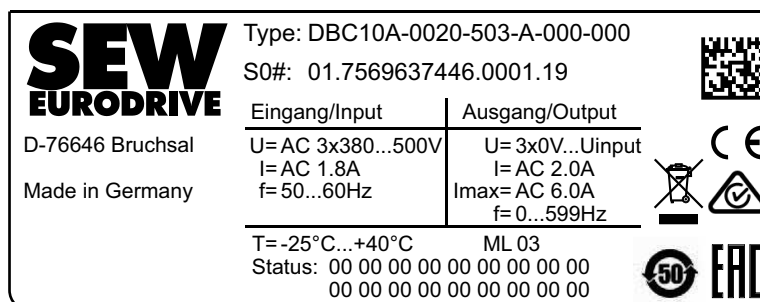 SEW
EURODRIVE
D-76646 Bruchsal
Made in Germany
Type: DBC10A-0020-503-A-000-000
S0#: 01.7569637446.0001.19
Eingang/Input
U= AC 3x380...500V
I= AC 1.8A
f= 50...60Hz
Ausgang/Output
U= 3x0V...Uinput
I= AC 2.0A
Imax= AC 6.0A
f= 0...599Hz
T= -25°C...+40°C ML 03
Status: 00 00 00 00 00 00 00 00 00
00 00 00 00 00 00 00 00 00
CE
50
EAC